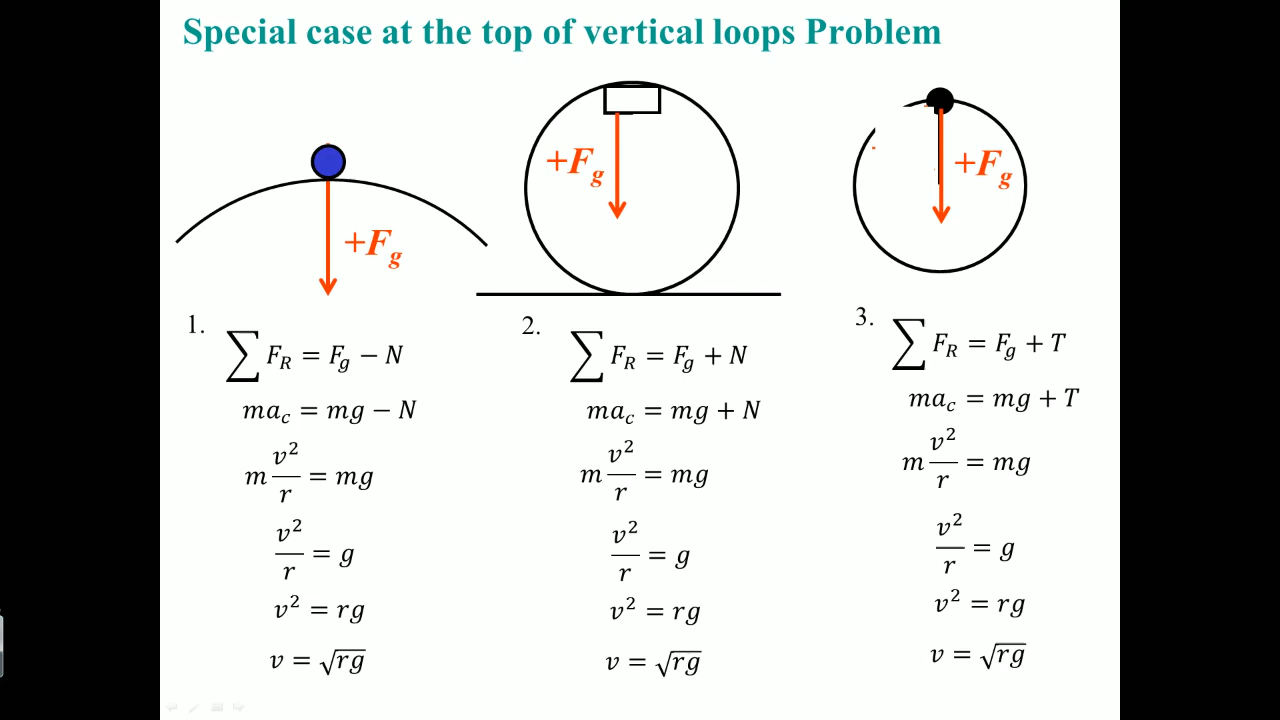 Special case at the top of vertical loops Problem
+F_g
+F_g
+F_g
1.
∑ F_R = F_g − N
ma_c = mg − N
m v²/r = mg
v²/r = g
v² = rg
v = √rg
2.
∑ F_R = F_g + N
ma_c = mg + N
m v²/r = mg
v²/r = g
v² = rg
v = √rg
3.
∑ F_R = F_g + T
ma_c = mg + T
m v²/r = mg
v²/r = g
v² = rg
v = √rg